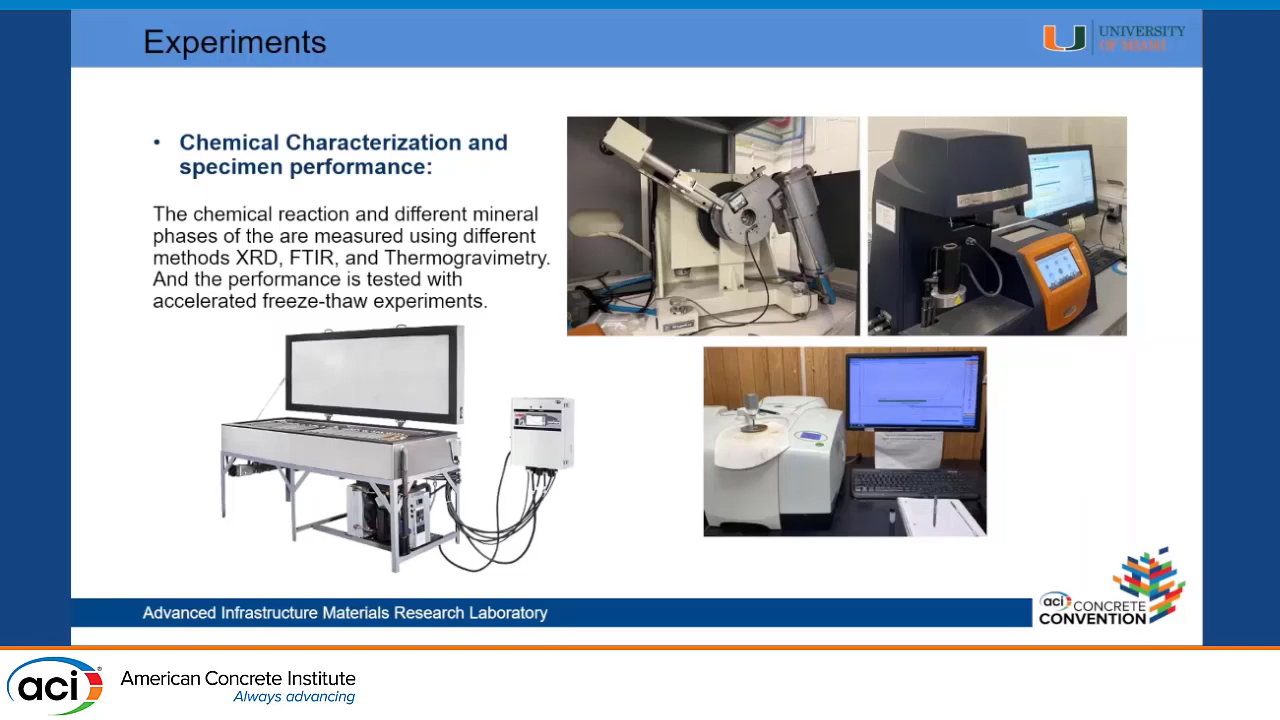 Experiments
UNIVERSITY
OF MIAMI
• Chemical Characterization and
specimen performance:
The chemical reaction and different mineral
phases of the are measured using different
methods XRD, FTIR, and Thermogravimetry.
And the performance is tested with
accelerated freeze-thaw experiments.
Advanced Infrastructure Materials Research Laboratory
aci CONCRETE
CONVENTION
aci
American Concrete Institute
Always advancing